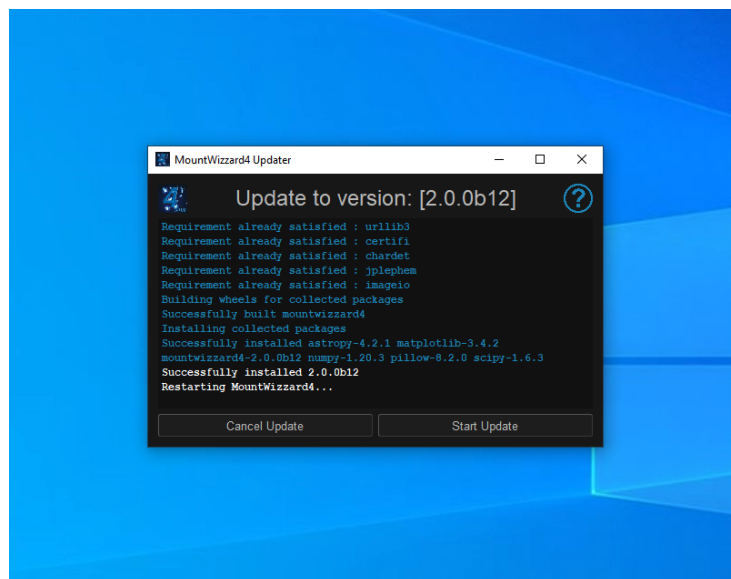 MountWizzard4 Updater
Update to version: [2.0.0b12]
?
Requirement already satisfied : urllib3
Requirement already satisfied : certifi
Requirement already satisfied : chardet
Requirement already satisfied : jplephem
Requirement already satisfied : imageio
Building wheels for collected packages
Successfully built mountwizzard4
Installing collected packages
Successfully installed astropy-4.2.1 matplotlib-3.4.2
mountwizzard4-2.0.0b12 numpy-1.20.3 pillow-8.2.0 scipy-1.6.3
Successfully installed 2.0.0b12
Restarting MountWizzard4...
Cancel Update
Start Update